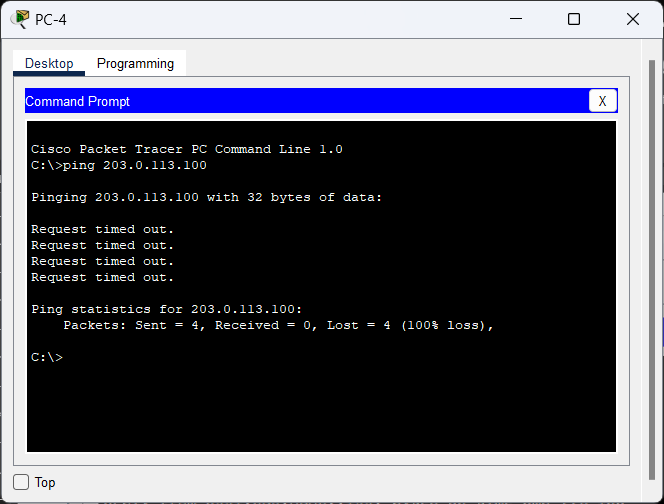 PC-4
Desktop Programming
Command Prompt X
Cisco Packet Tracer PC Command Line 1.0
C:\>ping 203.0.113.100
Pinging 203.0.113.100 with 32 bytes of data:
Request timed out.
Request timed out.
Request timed out.
Request timed out.
Ping statistics for 203.0.113.100:
    Packets: Sent = 4, Received = 0, Lost = 4 (100% loss),
C:\>
Top